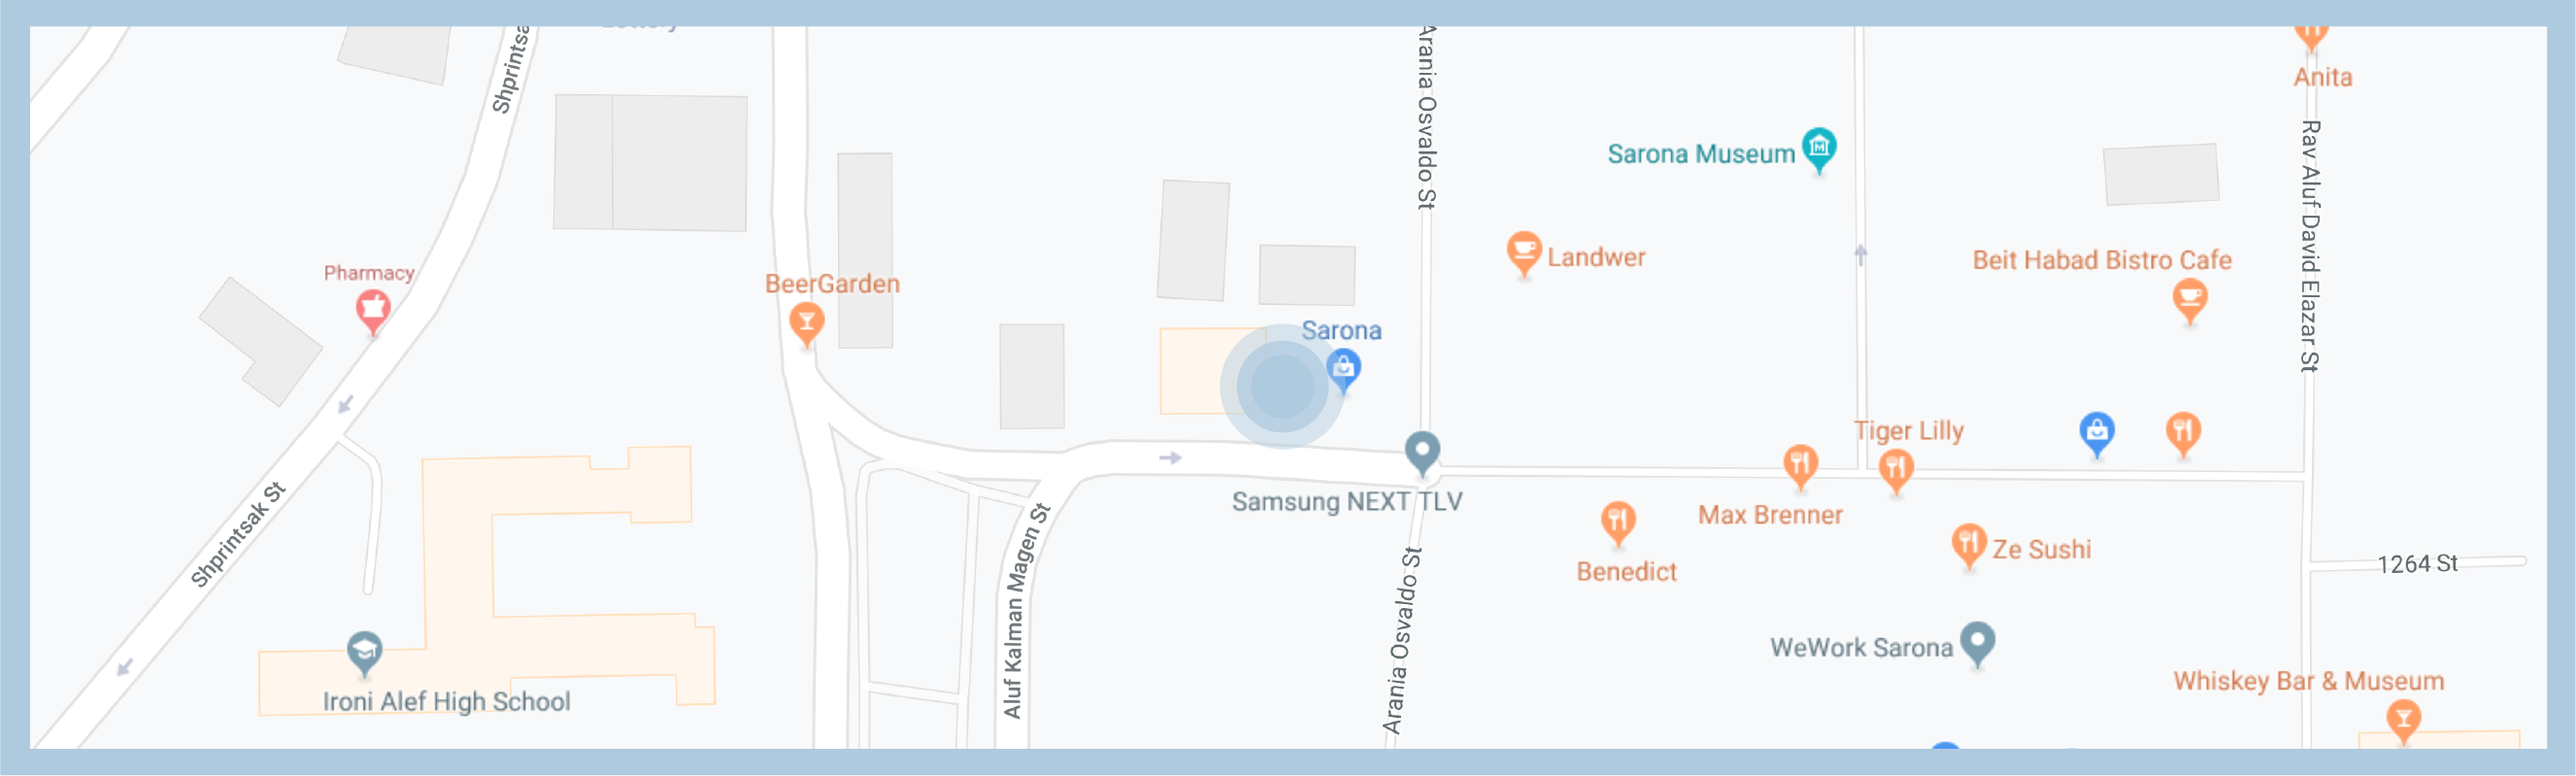 Shprintsa
Arania Osvaldo St
Anita
Sarona Museum
Rav Aluf David Elazar St
Landwer
Beit Habad Bistro Cafe
Pharmacy
BeerGarden
Sarona
Tiger Lilly
Samsung NEXT TLV
Max Brenner
Shprintsak St
Aluf Kalman Magen St
Arania Osvaldo St
Benedict
Ze Sushi
1264 St
WeWork Sarona
Whiskey Bar & Museum
Ironi Alef High School